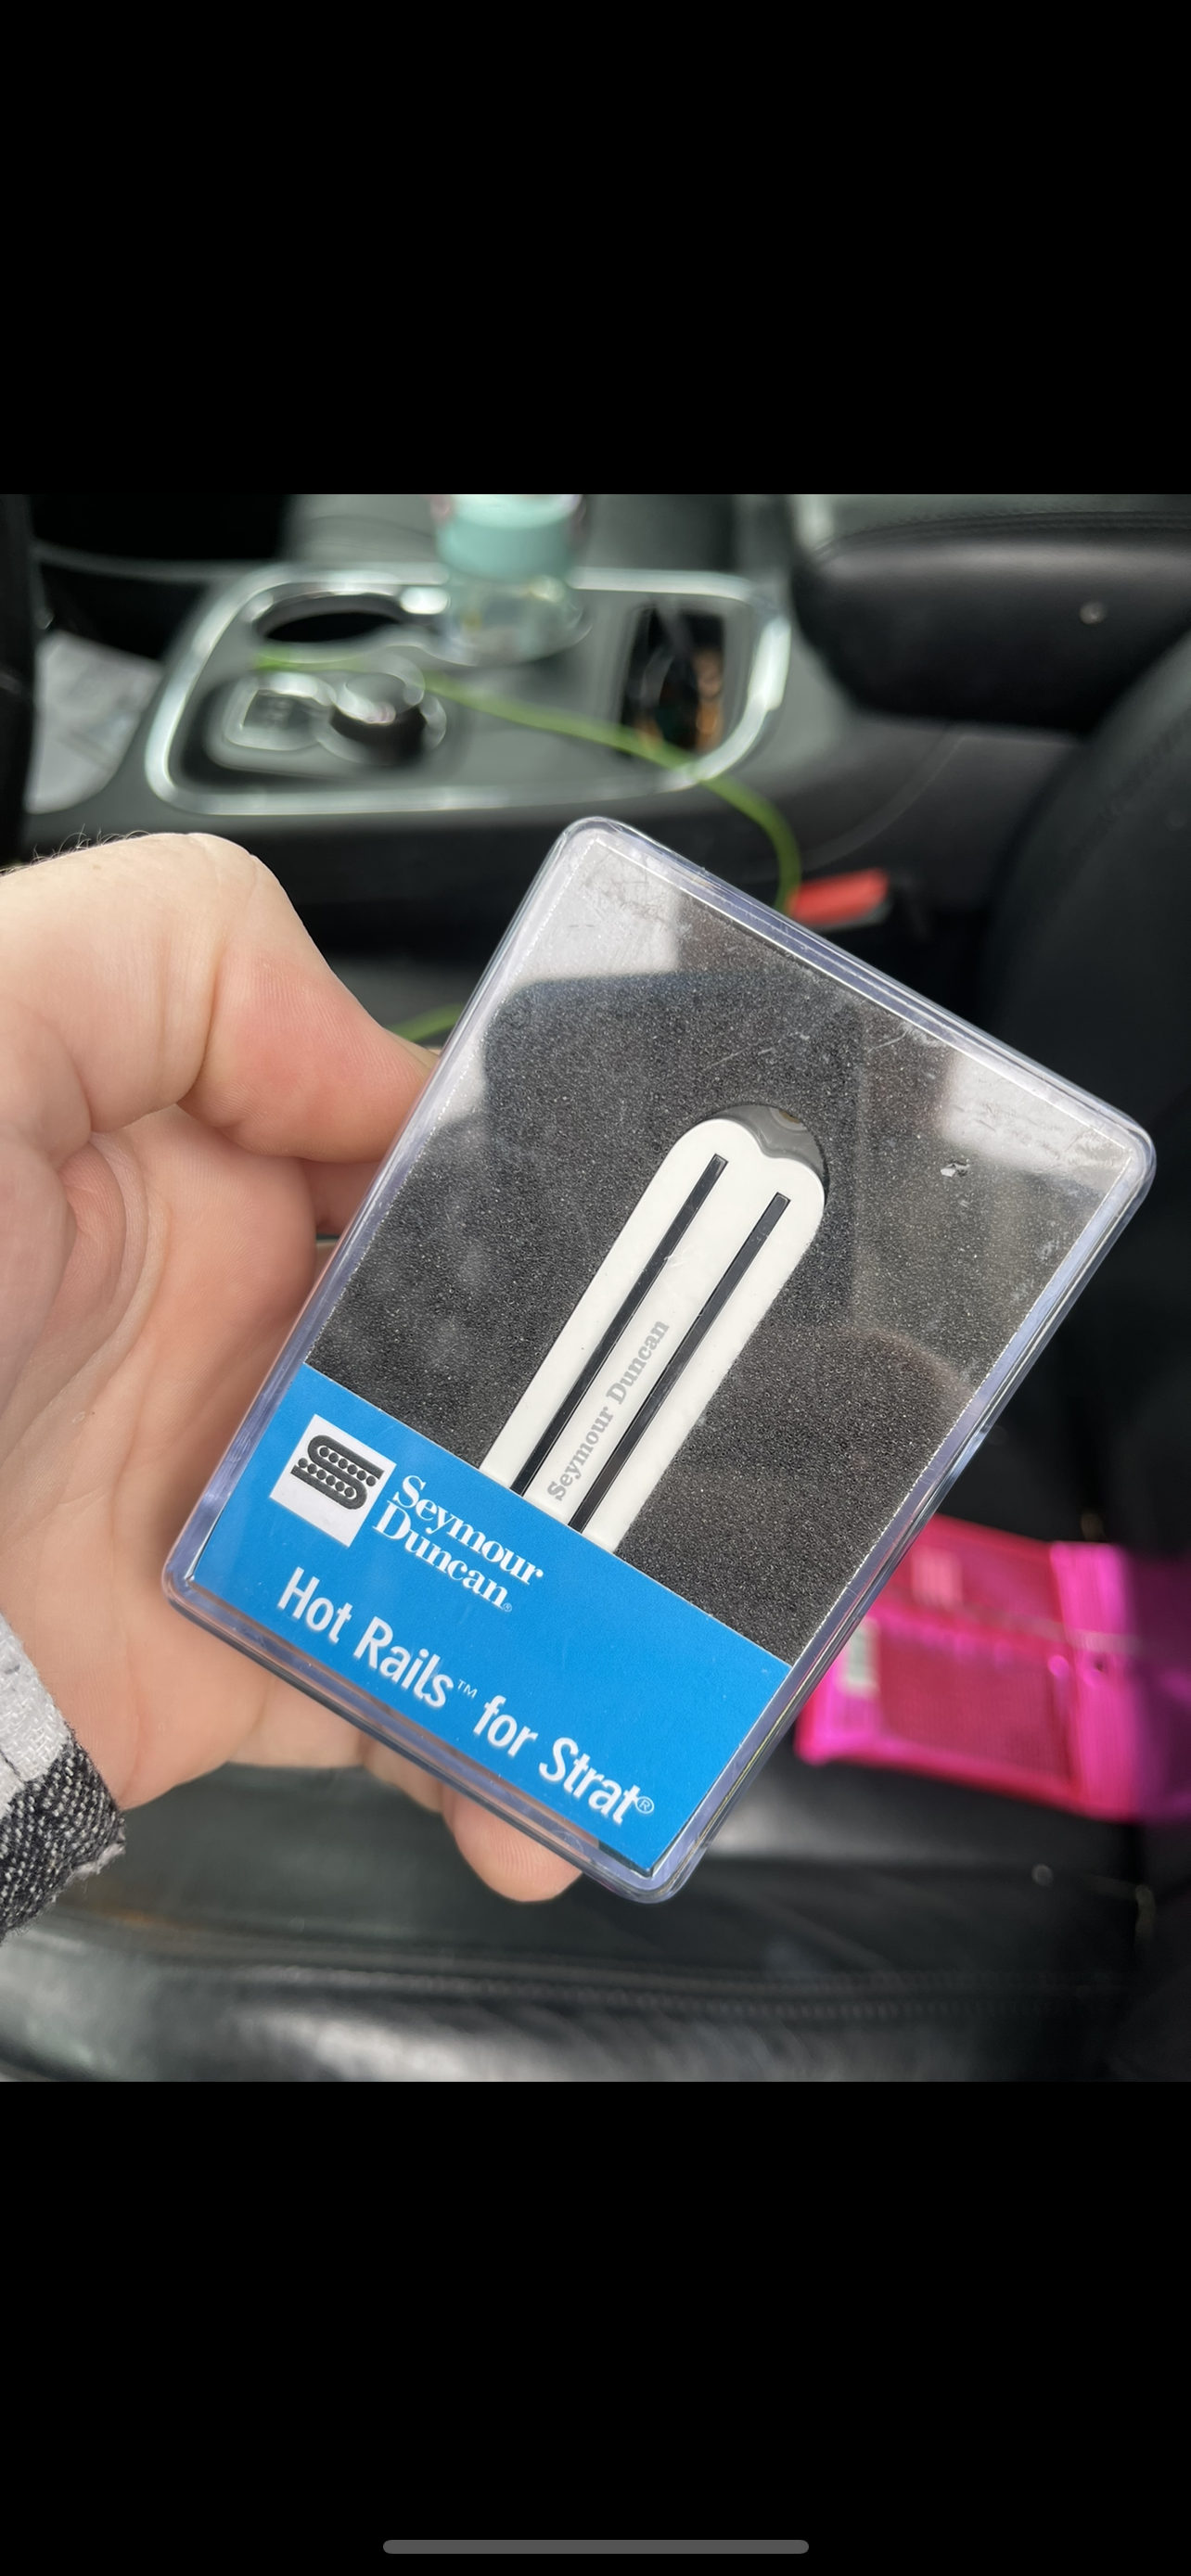 Seymour Duncan
Seymour
Duncan®
Hot Rails™ for Strat®